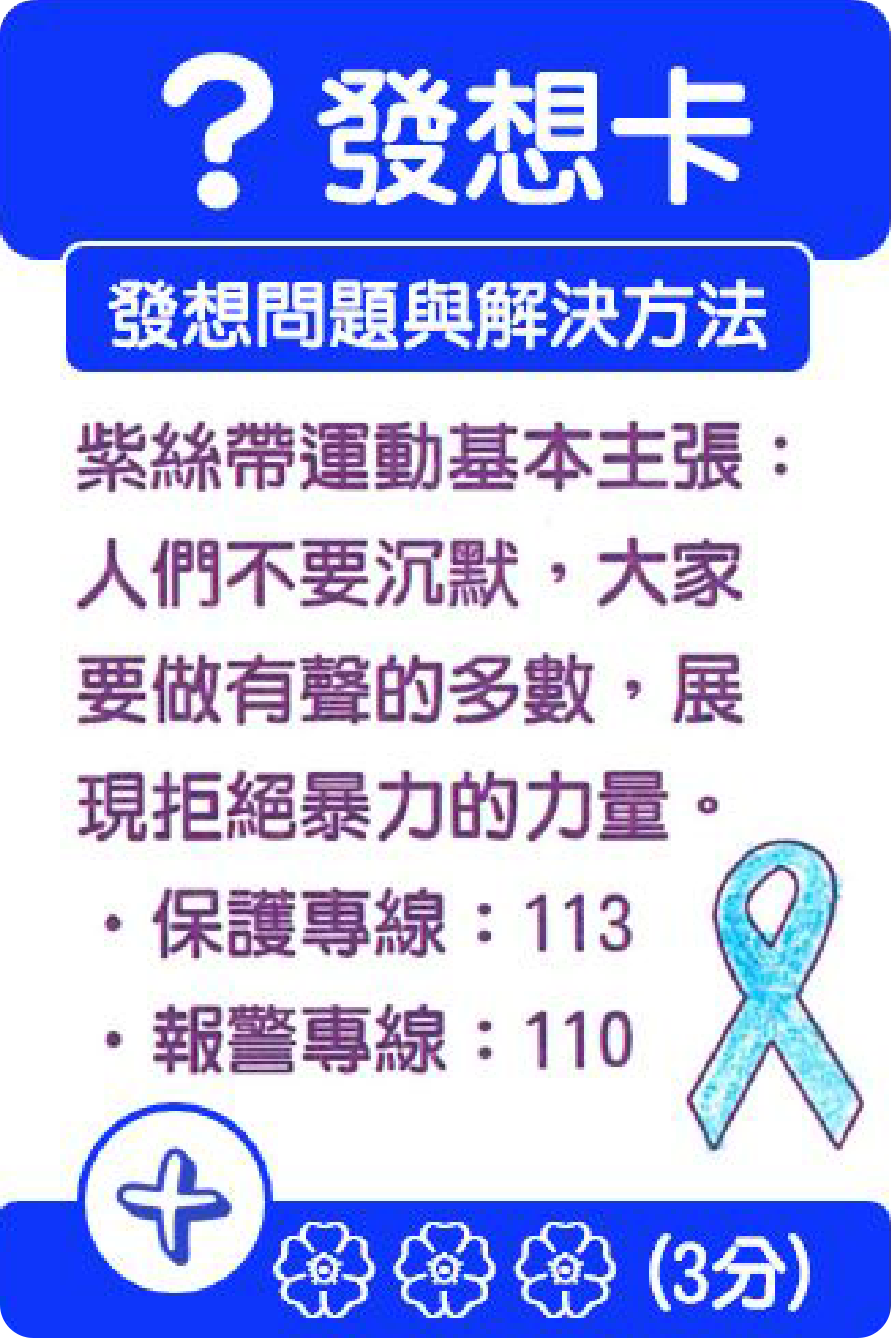 ?發想卡
發想問題與解決方法
紫絲帶運動基本主張：
人們不要沉默，大家
要做有聲的多數，展
現拒絕暴力的力量。
・保護專線：113
・報警專線：110
(3分)